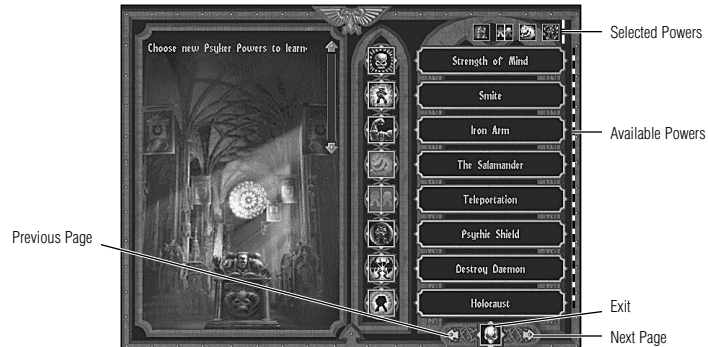 Choose new Psyker Powers to learn.
Strength of Mind
Smite
Iron Arm
The Salamander
Teleportation
Psychic Shield
Destroy Daemon
Holocaust
Selected Powers
Available Powers
Previous Page
Exit
Next Page